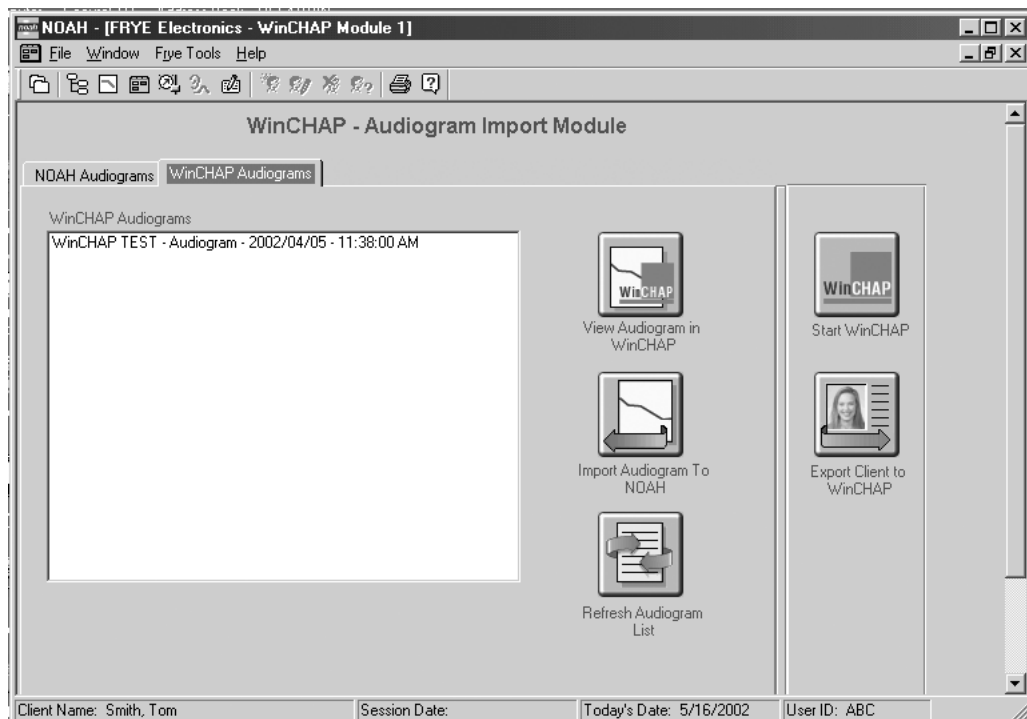 NOAH - [FRYE Electronics - WinCHAP Module 1]
File Window Frye Tools Help
WinCHAP - Audiogram Import Module
NOAH Audiograms
WinCHAP Audiograms
WinCHAP Audiograms
WinCHAP TEST - Audiogram - 2002/04/05 - 11:38:00 AM
WinCHAP
View Audiogram in
WinCHAP
Import Audiogram To
NOAH
Refresh Audiogram
List
WinCHAP
Start WinCHAP
Export Client to
WinCHAP
Client Name: Smith, Tom
Session Date:
Today's Date: 5/16/2002
User ID: ABC